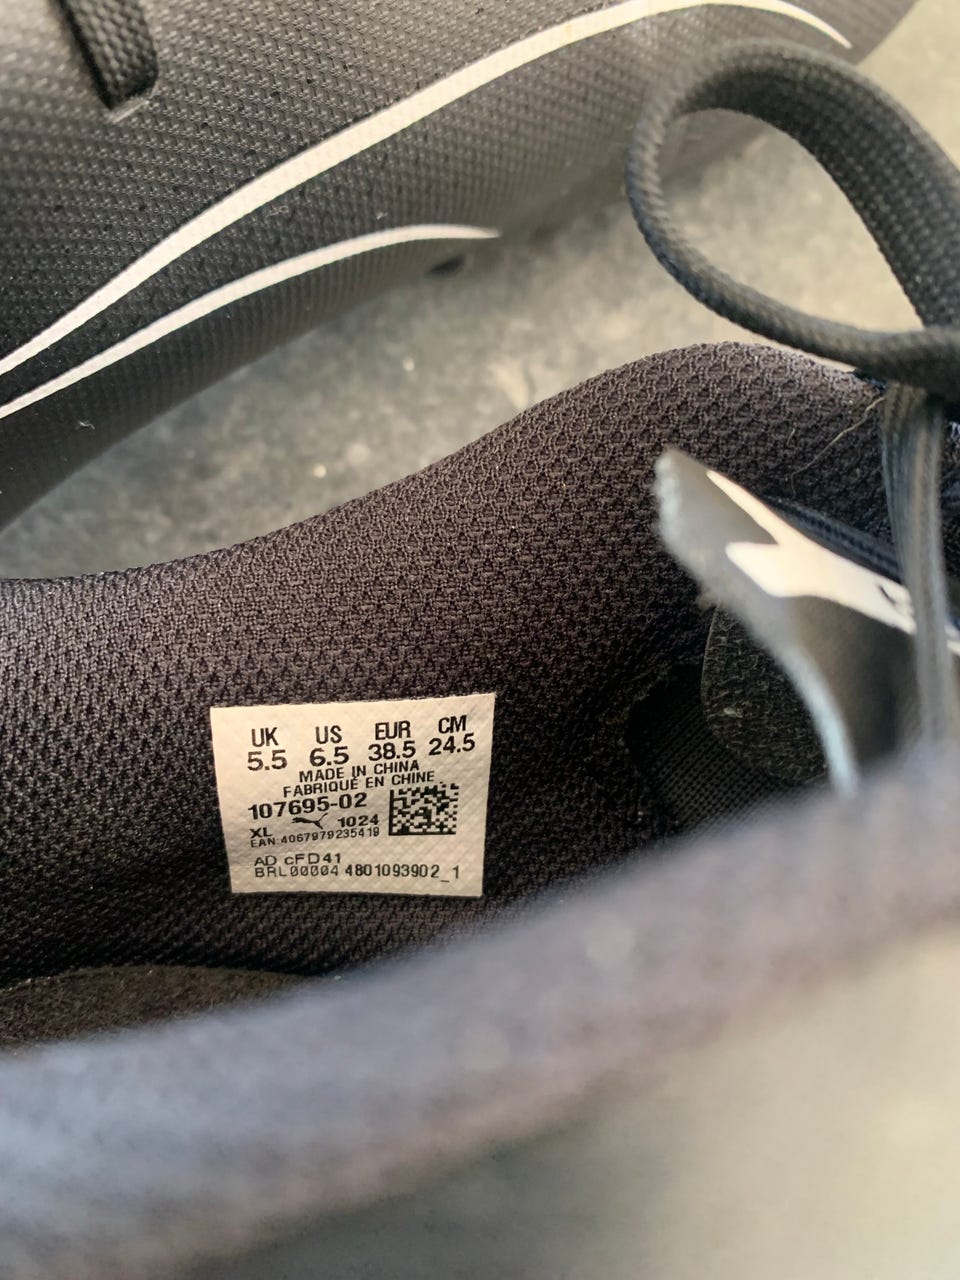 UK US EUR CM
5.5 6.5 38.5 24.5
MADE IN CHINA
FABRIQUÉ EN CHINE
107695-02
XL 1024
EAN:4067979235419
AD cFD41
BRL00004 4801093902_1